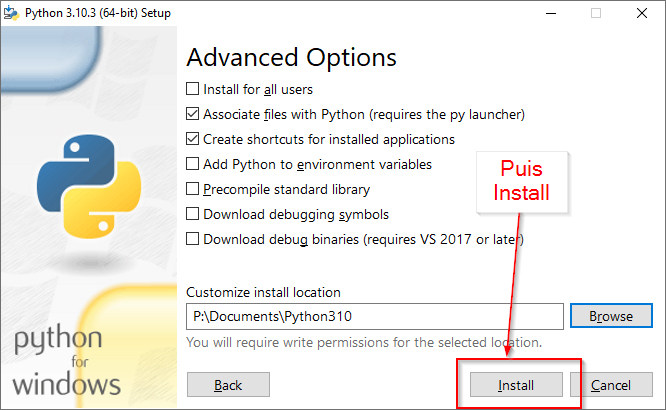 Python 3.10.3 (64-bit) Setup
Advanced Options
Install for all users
Associate files with Python (requires the py launcher)
Create shortcuts for installed applications
Add Python to environment variables
Precompile standard library
Download debugging symbols
Download debug binaries (requires VS 2017 or later)
Puis
Install
Customize install location
P:\Documents\Python310
Browse
You will require write permissions for the selected location.
python
for
windows
Back
Install
Cancel